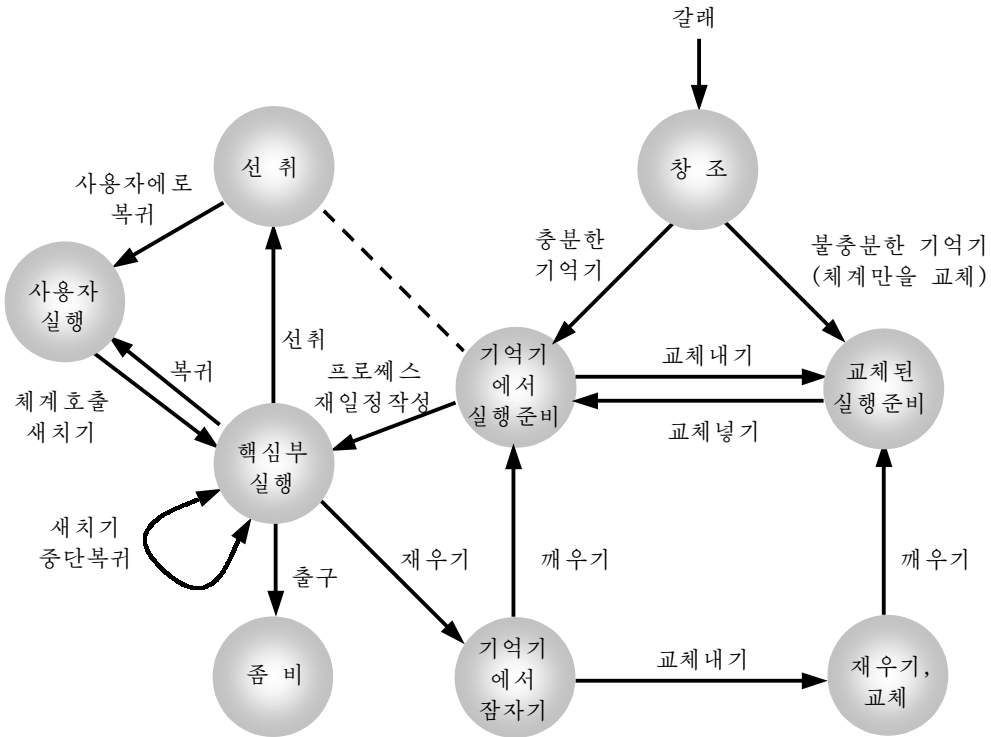 갈래
선 취
창 조
사용자에로
복귀
충분한
기억기
불충분한 기억기
(체계만을 교체)
사용자
실행
선취
복귀
프로쎄스
재일정작성
기억기
에서
실행준비
교체내기
교체된
실행준비
교체넣기
체계호출
새치기
핵심부
실행
새치기
중단복귀
출구
재우기
깨우기
깨우기
좀 비
기억기
에서
잠자기
교체내기
재우기,
교체